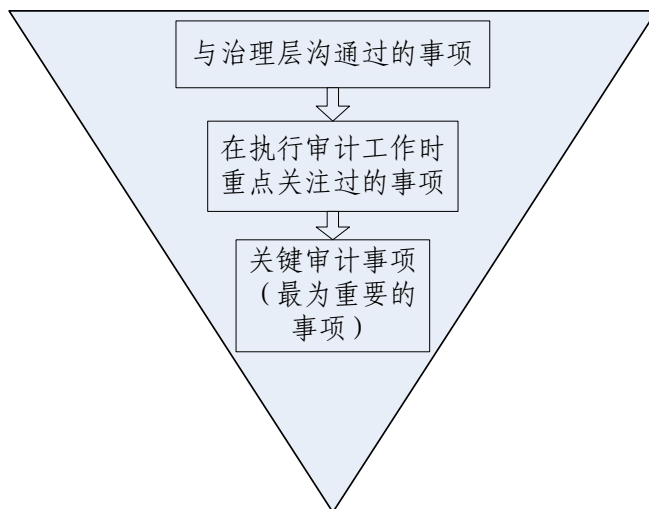 与治理层沟通过的事项
在执行审计工作时
重点关注过的事项
关键审计事项
（最为重要的
事项）